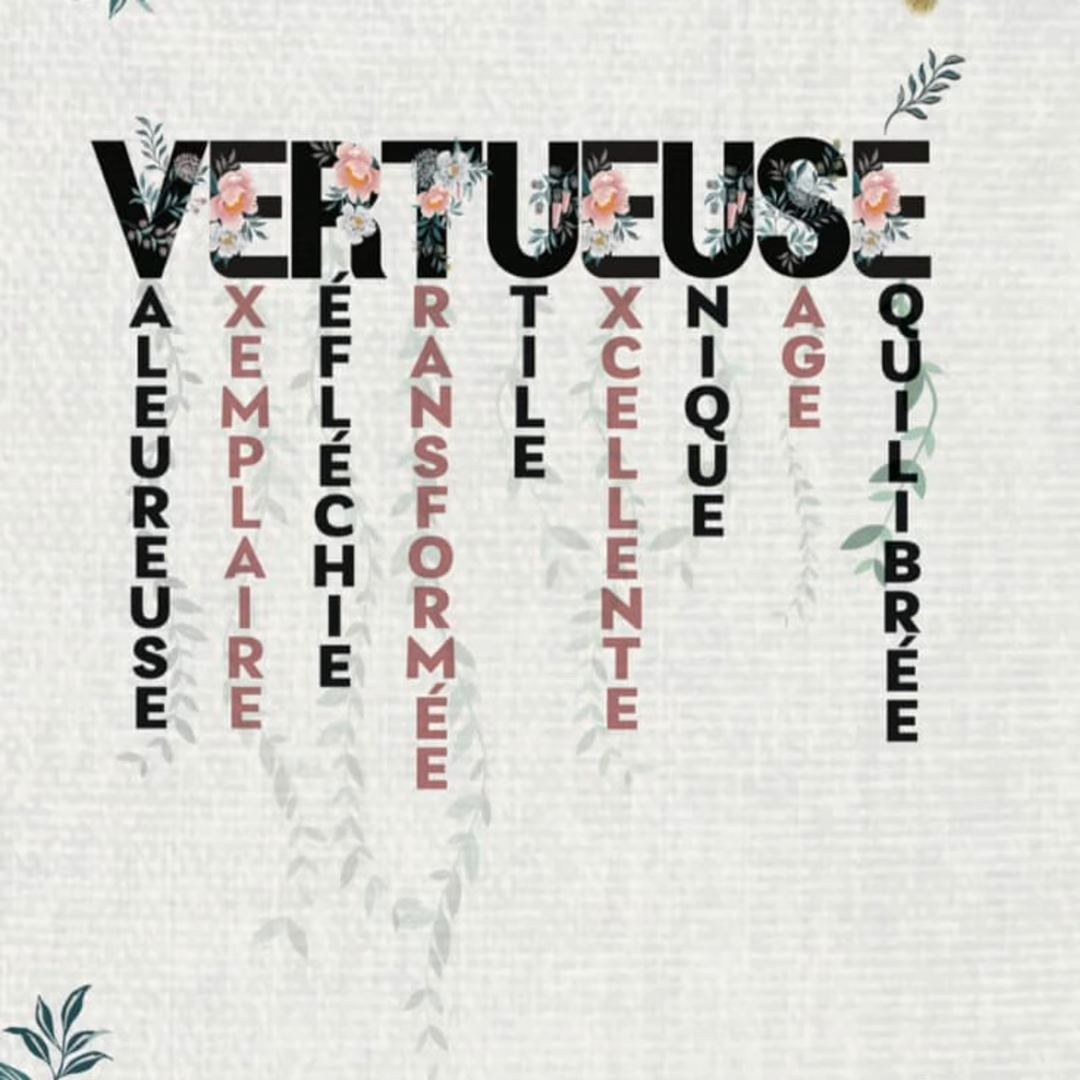 VERTUEUSE
ALEUREUSE
XEMPLAIRE
ÉFLÉCHIE
RANSFORMÉE
TILE
XCELLENTE
NIQUE
AGE
QUILIBRÉE